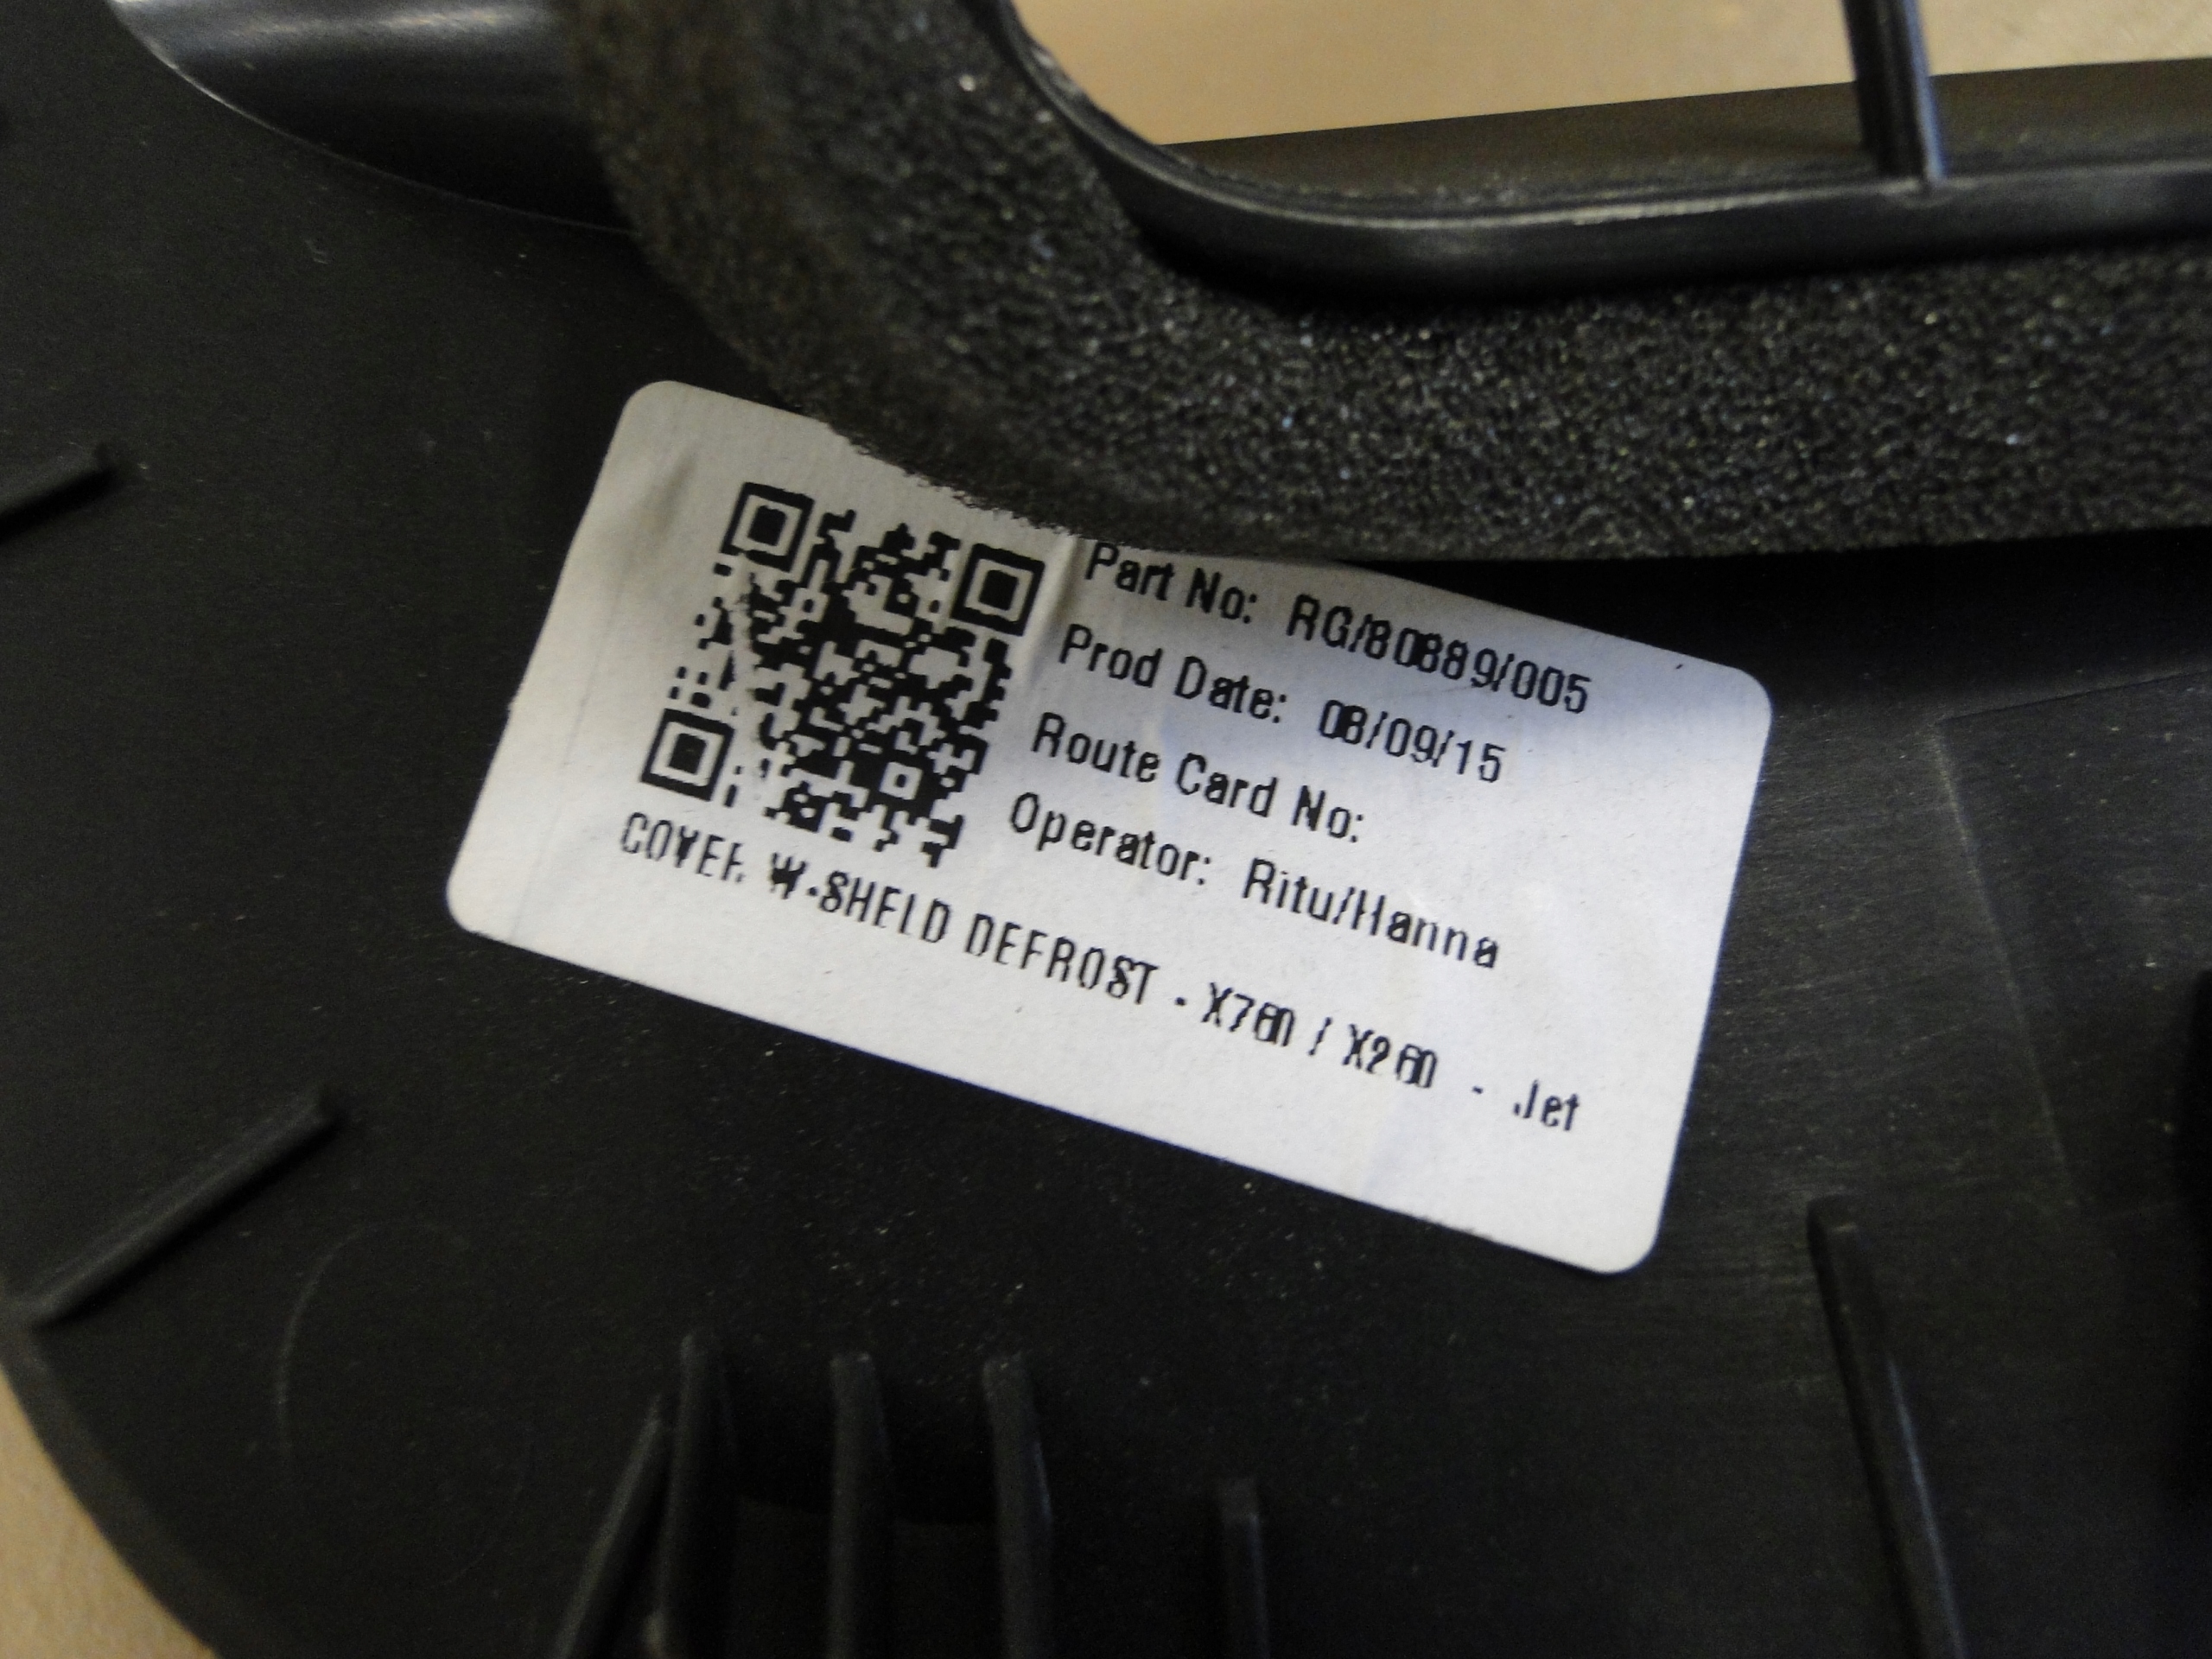 Part No: RG/80889/005
Prod Date: 08/09/15
Route Card No:
Operator: Ritu/Hanna
COVER W-SHELD DEFROST - X760 / X260 - Jet